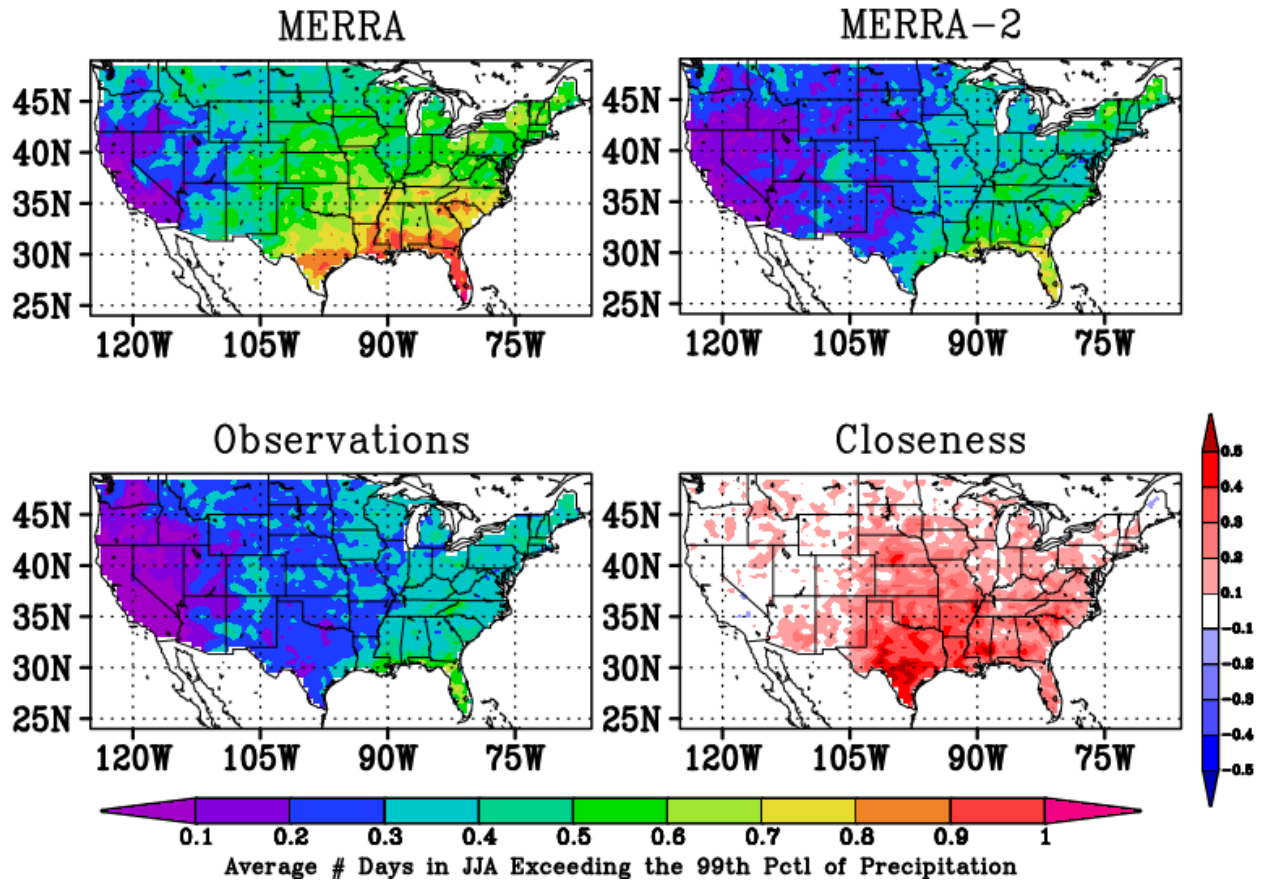 MERRA
MERRA-2
45N
40N
35N
30N
25N
120W 105W 90W 75W
45N
40N
35N
30N
25N
120W 105W 90W 75W
Observations
Closeness
45N
40N
35N
30N
25N
120W 105W 90W 75W
45N
40N
35N
30N
25N
120W 105W 90W 75W
0.5
0.4
0.3
0.2
0.1
-0.1
-0.2
-0.3
-0.4
-0.5
0.1 0.2 0.3 0.4 0.5 0.6 0.7 0.8 0.9 1
Average # Days in JJA Exceeding the 99th Pctl of Precipitation